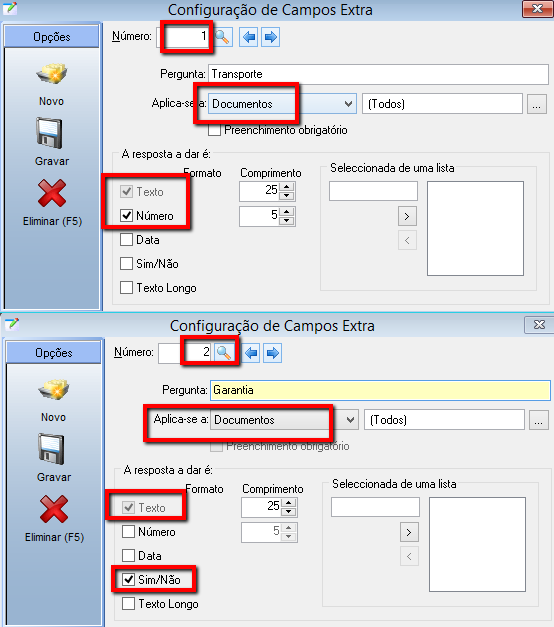 Configuração de Campos Extra
Opções
Número: 1
Novo
Pergunta: Transporte
Aplica-se a: Documentos (Todos) ...
Preenchimento obrigatório
Gravar
A resposta a dar é:
Formato Comprimento Seleccionada de uma lista
Texto 25
Número 5 >
Eliminar (F5)
Data <
Sim/Não
Texto Longo
Configuração de Campos Extra
Opções
Número: 2
Novo
Pergunta: Garantia
Aplica-se a: Documentos (Todos) ...
Preenchimento obrigatório
Gravar
A resposta a dar é:
Formato Comprimento Seleccionada de uma lista
Texto 25
Número 5 >
Eliminar (F5)
Data <
Sim/Não
Texto Longo